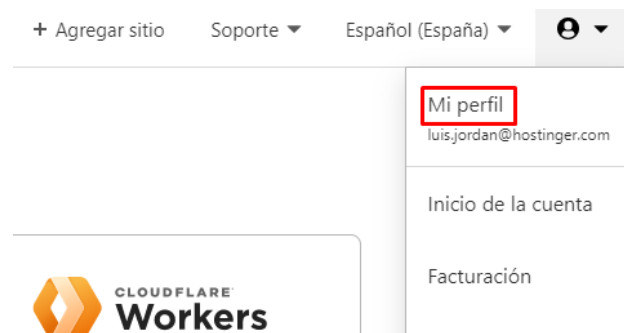 + Agregar sitio Soporte Español (España)
Mi perfil
luis.jordan@hostinger.com
Inicio de la cuenta
Facturación
CLOUDFLARE
Workers